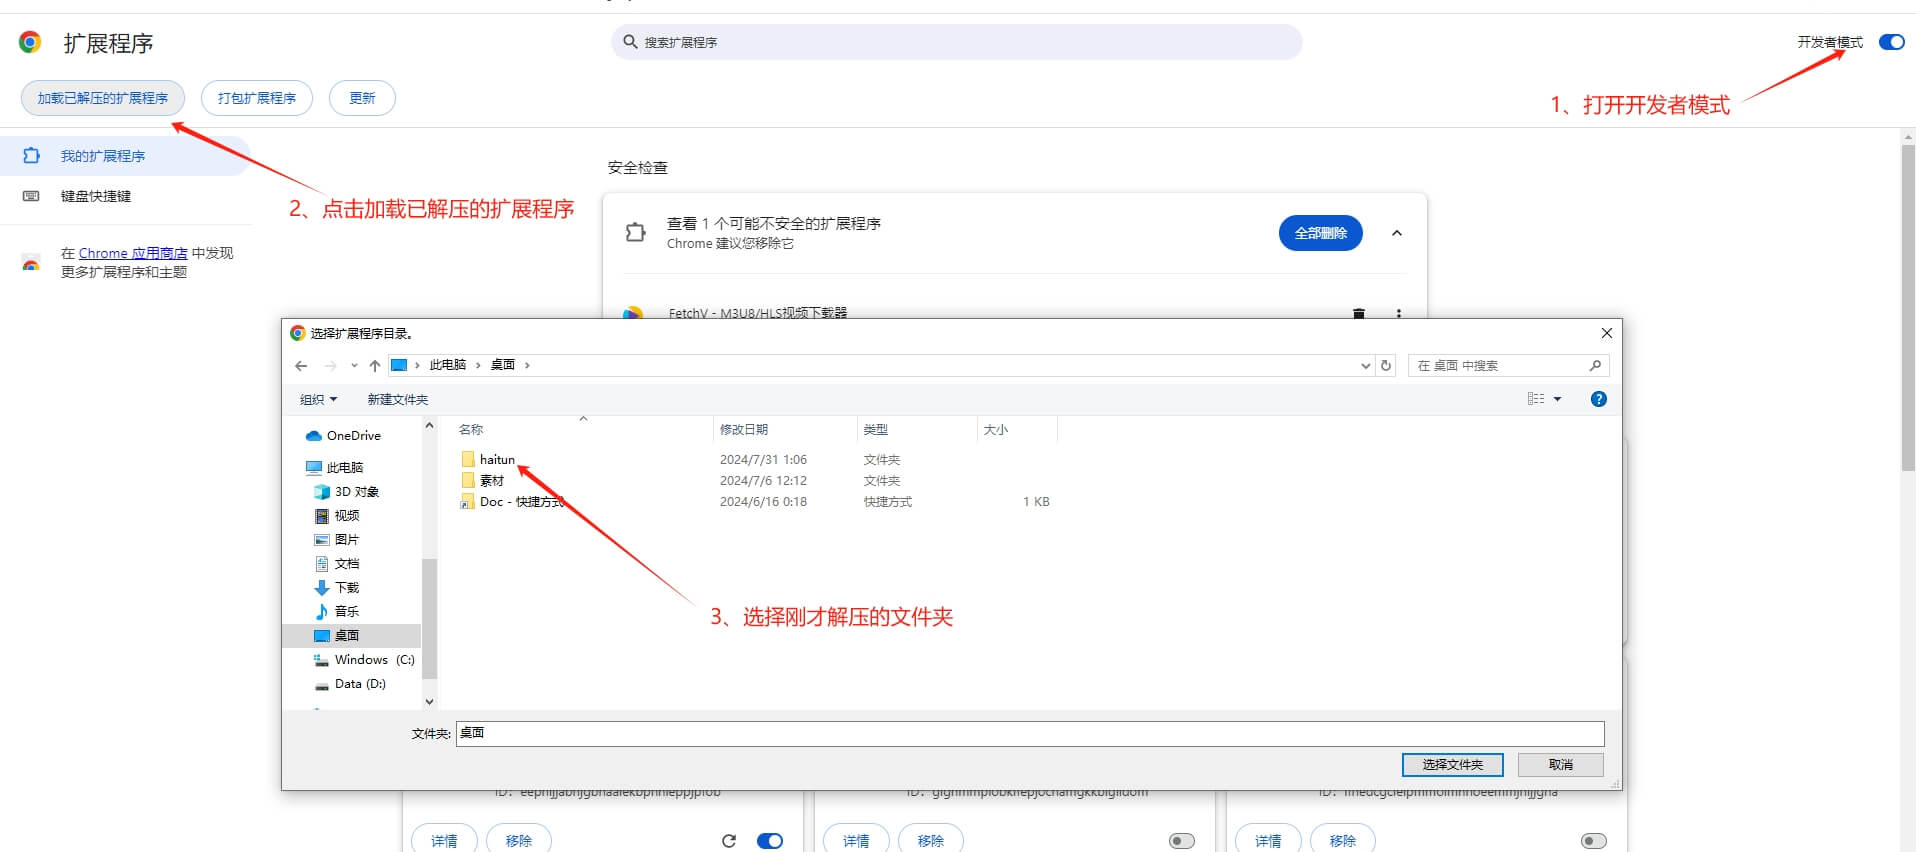 扩展程序
搜索扩展程序
开发者模式
加载已解压的扩展程序
打包扩展程序
更新
1、打开开发者模式
我的扩展程序
键盘快捷键
2、点击加载已解压的扩展程序
在 Chrome 应用商店 中发现
更多扩展程序和主题
安全检查
查看 1 个可能不安全的扩展程序
Chrome 建议您移除它
全部删除
FetchV - M3U8/HLS视频下载器
选择扩展程序目录。
此电脑 › 桌面 ›
在 桌面 中搜索
组织
新建文件夹
名称 修改日期 类型 大小
OneDrive
此电脑
3D 对象
视频
图片
文档
下载
音乐
桌面
Windows (C:)
Data (D:)
haitun 2024/7/31 1:06 文件夹
素材 2024/7/6 12:12 文件夹
Doc - 快捷方式 2024/6/16 0:18 快捷方式 1 KB
3、选择刚才解压的文件夹
文件夹: 桌面
选择文件夹
取消
详情 移除
详情 移除
详情 移除